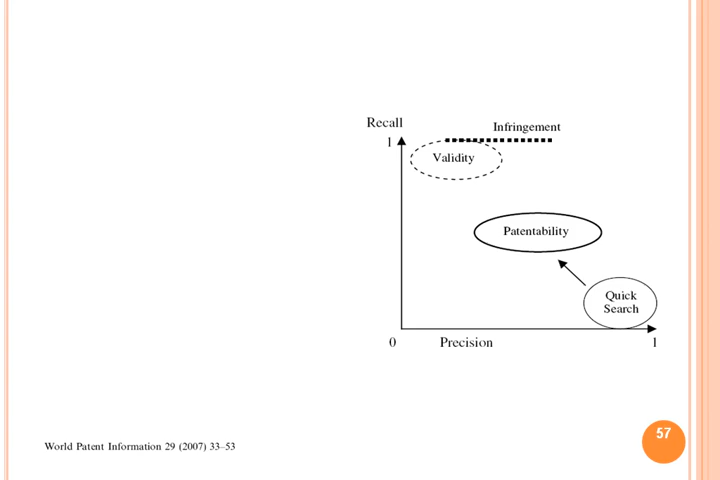 Recall
Infringement
1
Validity
Patentability
Quick
Search
0
Precision
1
57
World Patent Information 29 (2007) 33–53